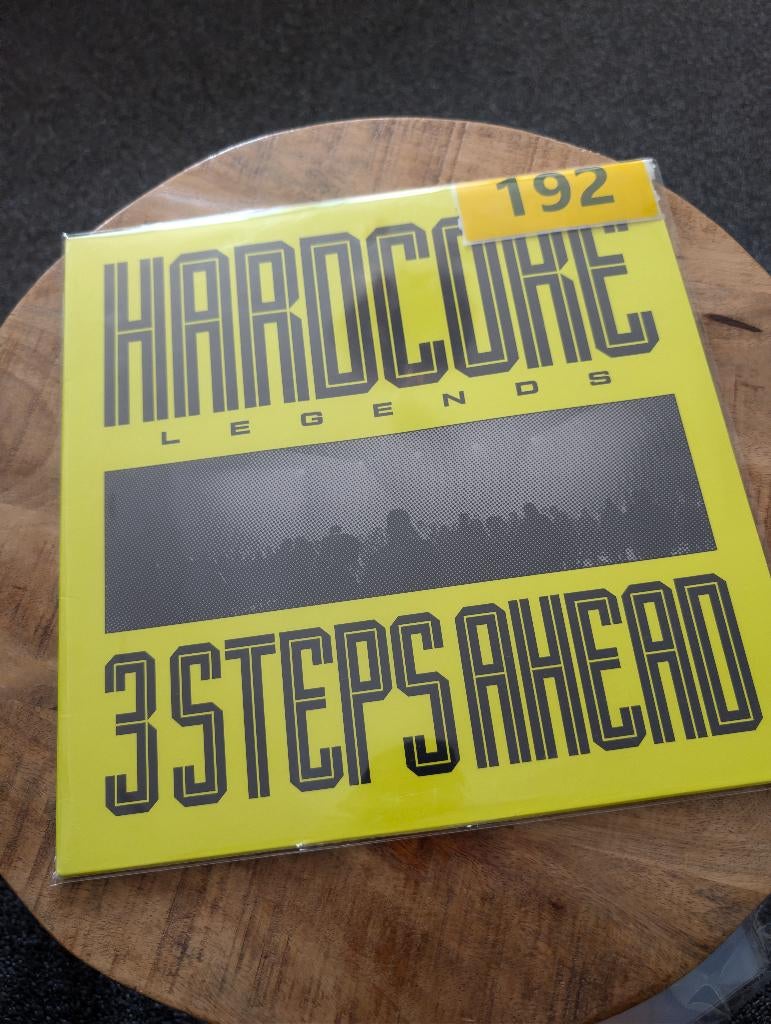 192
HARDCORE
LEGENDS
3 STEPS AHEAD